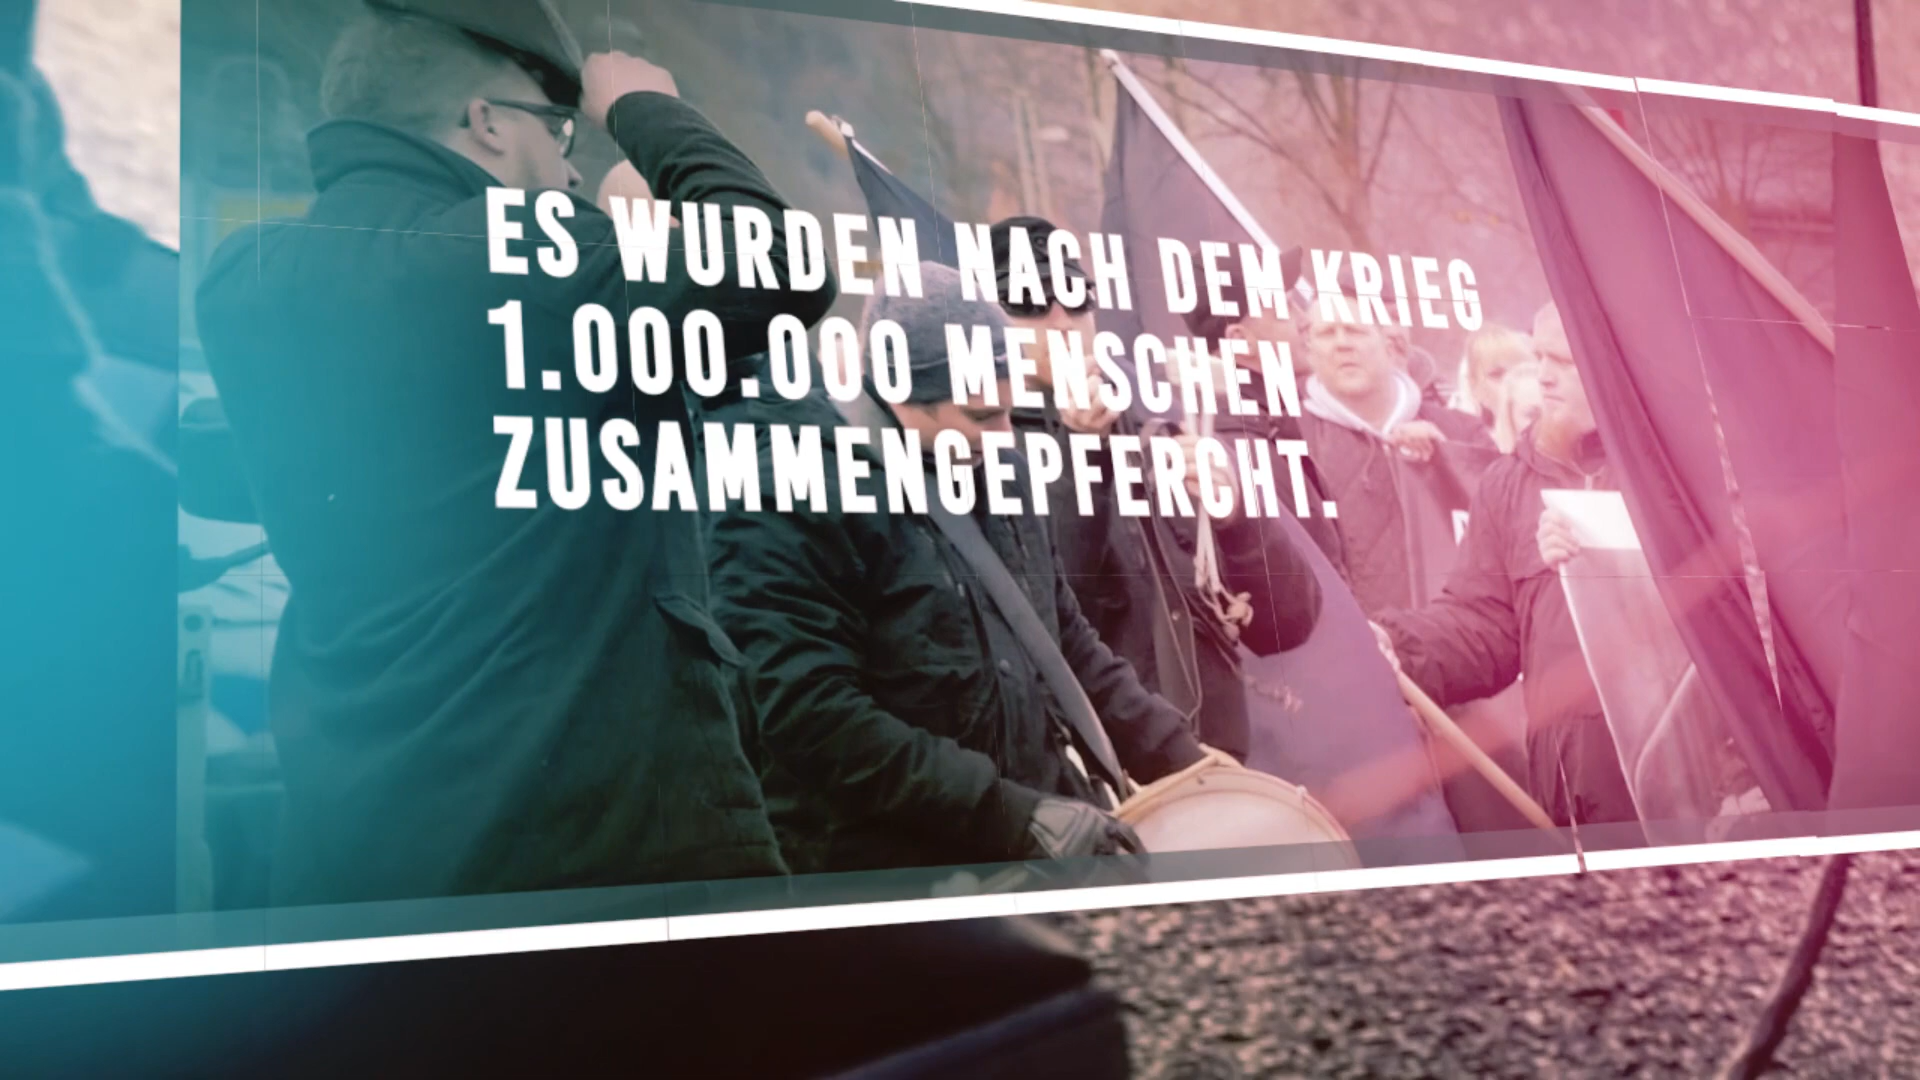 ES WURDEN NACH DEM KRIEG
1.000.000 MENSCHEN
ZUSAMMENGEPFERCHT.